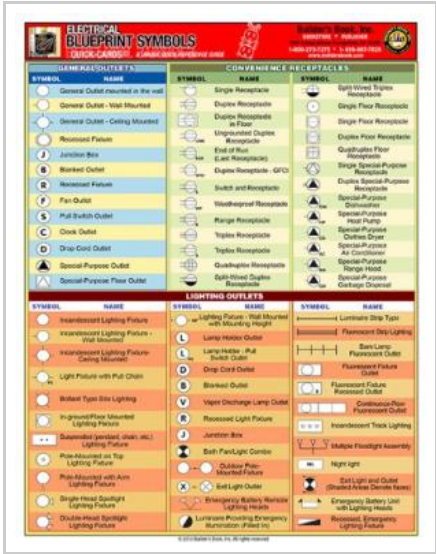 ELECTRICAL
BLUEPRINT SYMBOLS
QUICK-CARD
Builder's Book, Inc.
BOOKSTORE • PUBLISHER
GENERAL OUTLETS
SYMBOL NAME
General Outlet mounted in the wall
General Outlet - Wall Mounted
General Outlet - Ceiling Mounted
Recessed Fixture
J Junction Box
B Blanked Outlet
R Recessed Fixture
F Fan Outlet
S Pull Switch Outlet
C Clock Outlet
D Drop Cord Outlet
Special-Purpose Outlet
Special-Purpose Floor Outlet
CONVENIENCE RECEPTACLES
SYMBOL NAME
Single Receptacle
Duplex Receptacle
Duplex Receptacle
in Floor
Ungrounded Duplex
Receptacle
End of Run
(Last Receptacle)
Duplex Receptacle - GFCI
Switch and Receptacle
Weatherproof Receptacle
Range Receptacle
Triplex Receptacle
Triplex Receptacle
Quadruplex Receptacle
Split-Wired Duplex
Receptacle
SYMBOL NAME
Split-Wired Triplex
Receptacle
Single Floor Receptacle
Single Floor Receptacle
Duplex Floor Receptacle
Quadruplex Floor
Receptacle
Single Special-Purpose
Receptacle
Duplex Special-Purpose
Receptacle
Special-Purpose
Dishwasher
Special-Purpose
Heat Pump
Special-Purpose
Clothes Dryer
Special-Purpose
Air Conditioner
Special-Purpose
Range Hood
Special-Purpose
Garbage Disposal
LIGHTING OUTLETS
SYMBOL NAME
Incandescent Lighting Fixture
Incandescent Lighting Fixture -
Wall Mounted
Incandescent Lighting Fixture-
Ceiling Mounted
Light Fixture with Pull Chain
Bollard Type Site Lighting
In-ground/Floor Mounted
Lighting Fixture
Suspended (pendant, chain, etc.)
Lighting Fixture
Pole-Mounted on Top
Lighting Fixture
Pole-Mounted with Arm
Lighting Fixture
Single-Head Spotlight
Lighting Fixture
Double-Head Spotlight
Lighting Fixture
SYMBOL NAME
Lighting Fixture - Wall Mounted
with Mounting Height
L Lamp Holder Outlet
L Lamp Holder - Pull
Switch Outlet
D Drop Cord Outlet
B Blanked Outlet
V Vapor Discharge Lamp Outlet
R Recessed Light Fixture
J Junction Box
Bath Fan/Light Combo
Outdoor Pole-
Mounted Fixture
X Exit Light Outlet
Emergency Battery Remote
Lighting Heads
Luminaire Providing Emergency
Illumination (Filled In)
SYMBOL NAME
Luminaire Strip Type
Fluorescent Strip Lighting
Bare Lamp
Fluorescent Outlet
Fluorescent Fixture
Outlet
Fluorescent Fixture
Recessed Outlet
Continuous-Row
Fluorescent Outlet
Incandescent Track Lighting
Multiple Floodlight Assembly
NL Night light
Exit Light and Outlet
(Shaded Areas Denote Faces)
Emergency Battery Unit
with Lighting Heads
Recessed, Emergency
Lighting Fixture